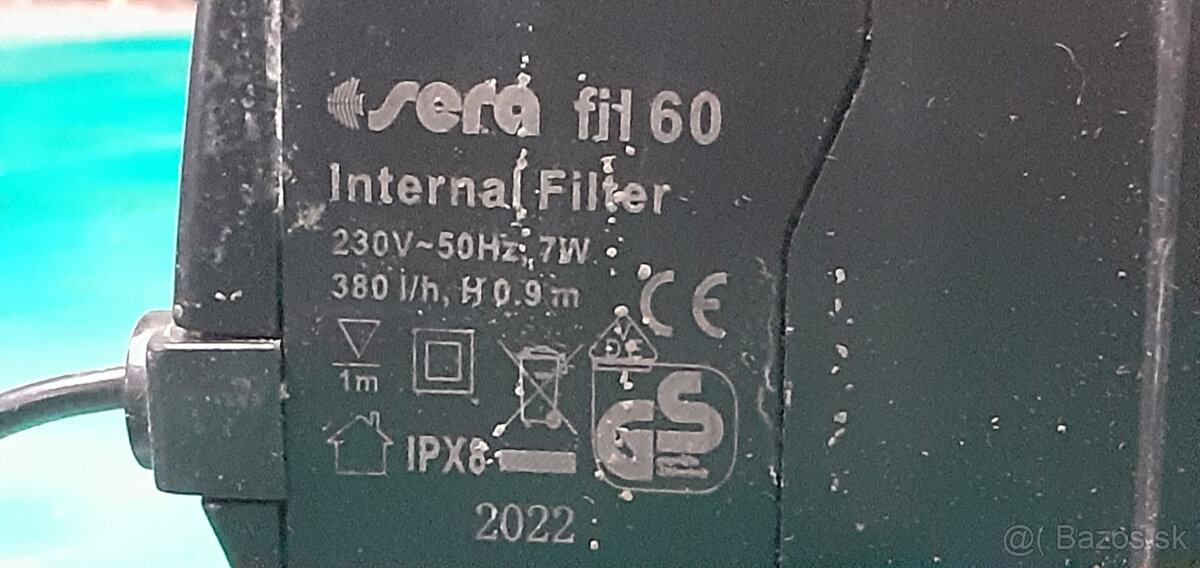 sera fil 60
Internal Filter
230V~50Hz, 7W
380 l/h, H 0.9 m
CE
1m
GS
IPX8
2022
@( Bazos.sk